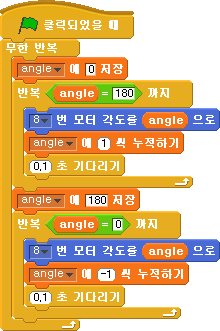 클릭되었을 때
무한 반복
angle 에 0 저장
반복 angle = 180 까지
8 번 모터 각도를 angle 으로
angle 에 1 씩 누적하기
0.1 초 기다리기
angle 에 180 저장
반복 angle = 0 까지
8 번 모터 각도를 angle 으로
angle 에 -1 씩 누적하기
0.1 초 기다리기